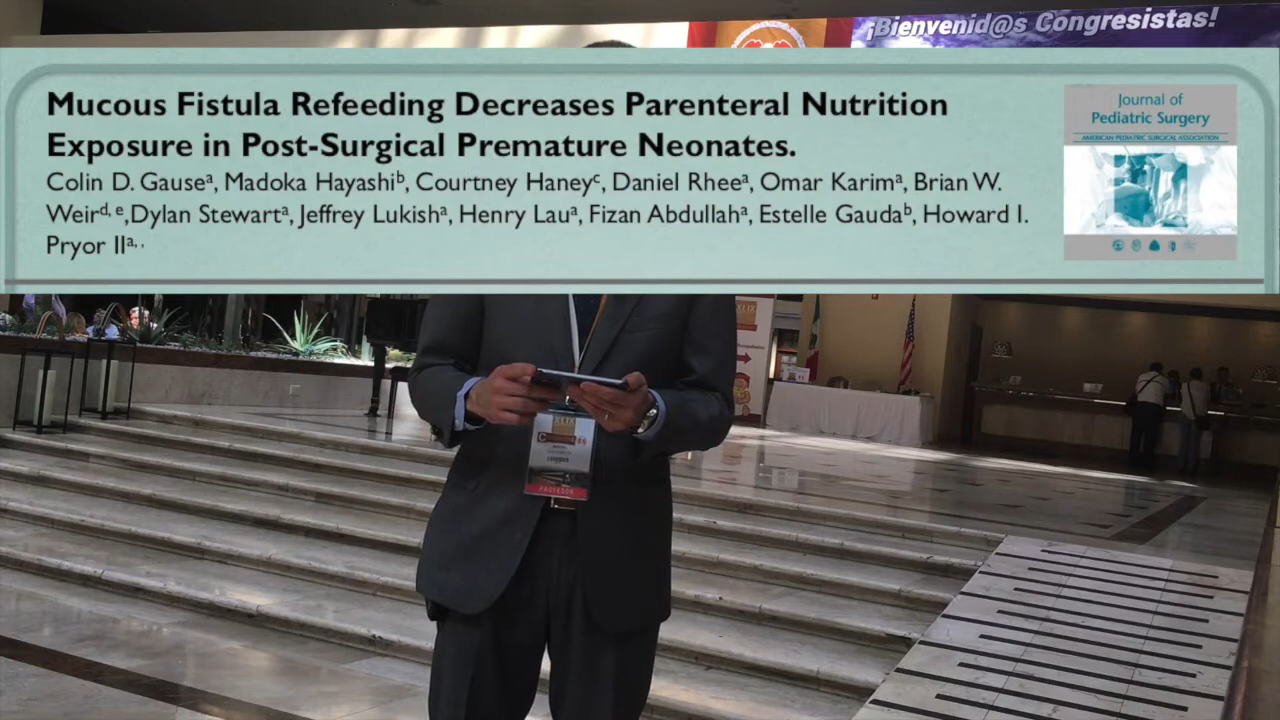 ¡Bienvenid@s Congresistas!
Mucous Fistula Refeeding Decreases Parenteral Nutrition
Exposure in Post-Surgical Premature Neonates.
Colin D. Gauseᵃ, Madoka Hayashiᵇ, Courtney Haneyᶜ, Daniel Rheeᵃ, Omar Karimᵃ, Brian W.
Weirᵈ, ᵉ,Dylan Stewartᵃ, Jeffrey Lukishᵃ, Henry Lauᵃ, Fizan Abdullahᵃ, Estelle Gaudaᵇ, Howard I.
Pryor IIᵃ,.
Journal of
Pediatric Surgery
AMERICAN PEDIATRIC SURGICAL ASSOCIATION
XLIX
XLIX
PROFESOR